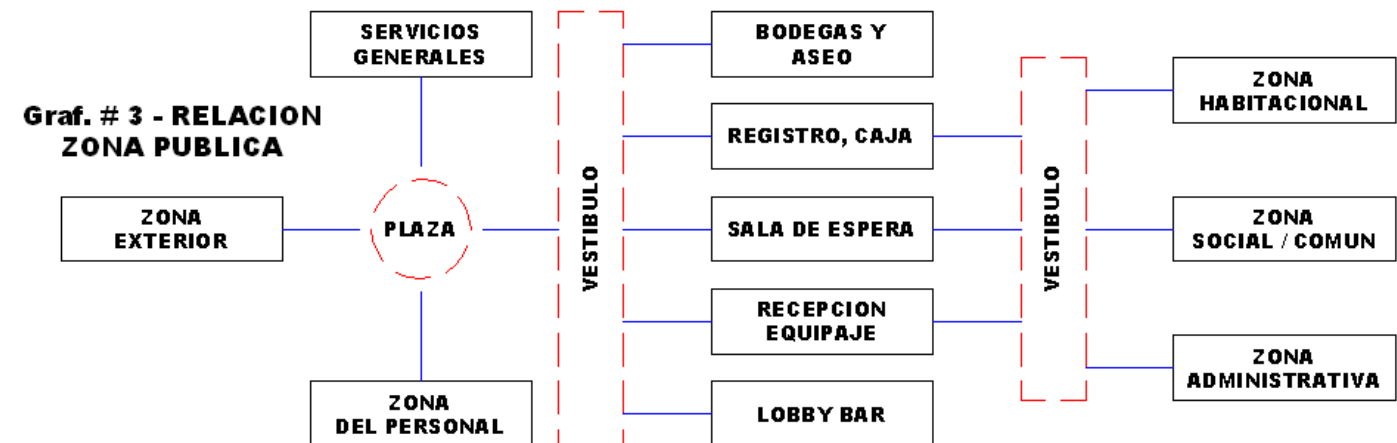 SERVICIOS
GENERALES
BODEGAS Y
ASEO
Graf. # 3 - RELACION
ZONA PUBLICA
ZONA
HABITACIONAL
REGISTRO, CAJA
ZONA
EXTERIOR
PLAZA
VESTIBULO
SALA DE ESPERA
VESTIBULO
ZONA
SOCIAL / COMUN
RECEPCION
EQUIPAJE
ZONA
ADMINISTRATIVA
ZONA
DEL PERSONAL
LOBBY BAR